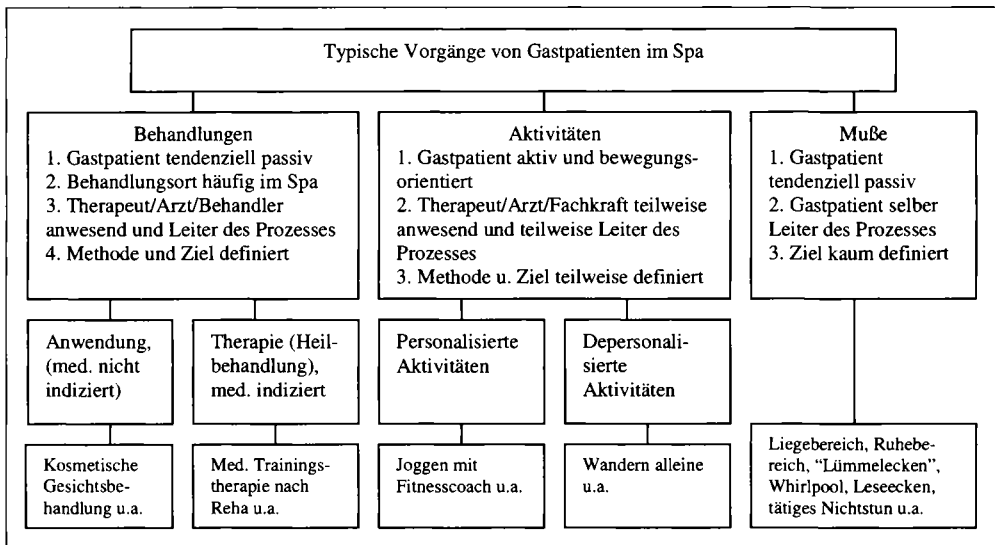 Typische Vorgänge von Gastpatienten im Spa
Behandlungen
1. Gastpatient tendenziell passiv
2. Behandlungsort häufig im Spa
3. Therapeut/Arzt/Behandler
anwesend und Leiter des Prozesses
4. Methode und Ziel definiert
Aktivitäten
1. Gastpatient aktiv und bewegungs-
orientiert
2. Therapeut/Arzt/Fachkraft teilweise
anwesend und teilweise Leiter des
Prozesses
3. Methode u. Ziel teilweise definiert
Muße
1. Gastpatient
tendenziell passiv
2. Gastpatient selber
Leiter des Prozesses
3. Ziel kaum definiert
Anwendung,
(med. nicht
indiziert)
Therapie (Heil-
behandlung),
med. indiziert
Personalisierte
Aktivitäten
Depersonali-
sierte
Aktivitäten
Kosmetische
Gesichtsbe-
handlung u.a.
Med. Trainings-
therapie nach
Reha u.a.
Joggen mit
Fitnesscoach u.a.
Wandern alleine
u.a.
Liegebereich, Ruhebe-
reich, “Lümmelecken”,
Whirlpool, Leseecken,
tätiges Nichtstun u.a.